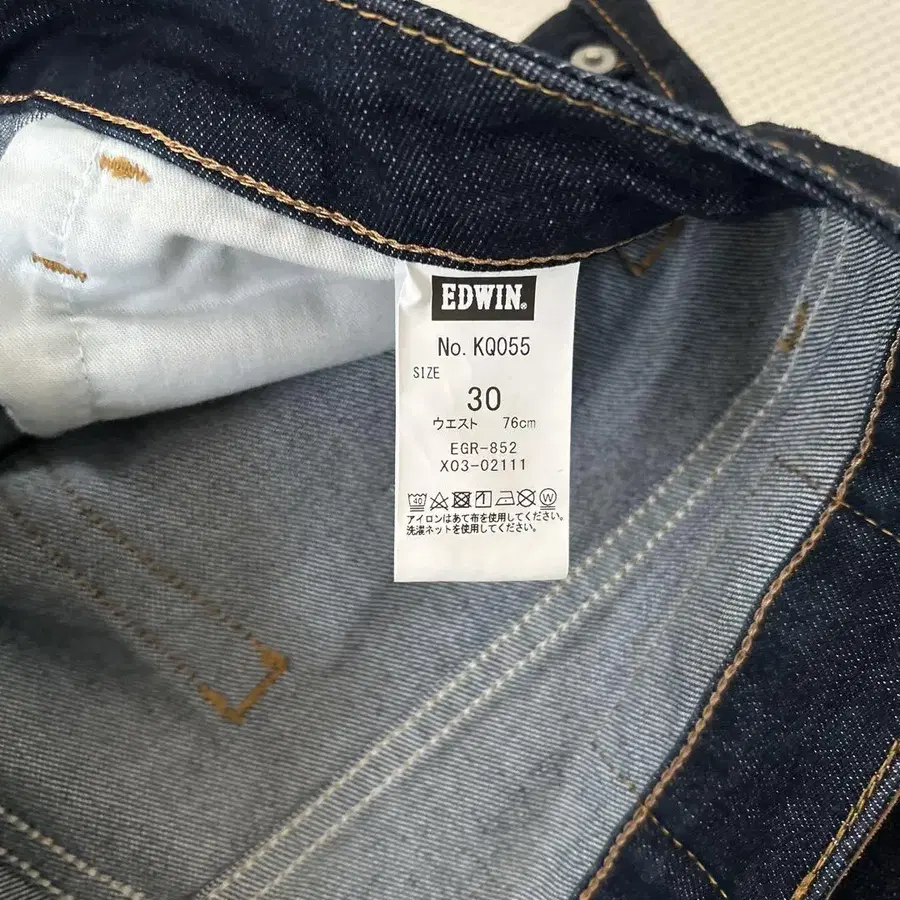 EDWIN®
No. KQ055
SIZE
30
ウエスト 76cm
EGR-852
X03-02111
40 W
アイロンはあて布を使用してください。
洗濯ネットを使用してください。